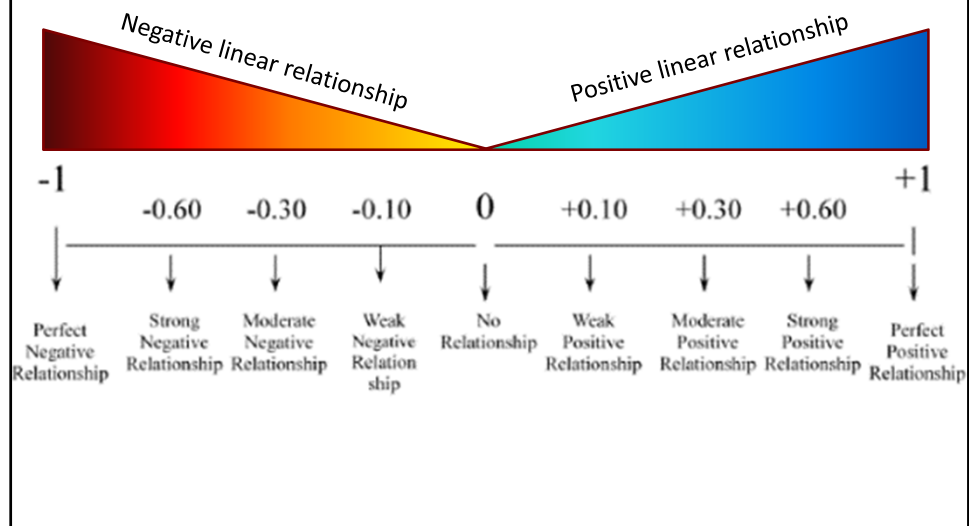 Negative linear relationship
Positive linear relationship
-1
+1
-0.60
-0.30
-0.10
0
+0.10
+0.30
+0.60
Perfect
Negative
Relationship
Strong
Negative
Relationship
Moderate
Negative
Relationship
Weak
Negative
Relation
ship
No
Relationship
Weak
Positive
Relationship
Moderate
Positive
Relationship
Strong
Positive
Relationship
Perfect
Positive
Relationship